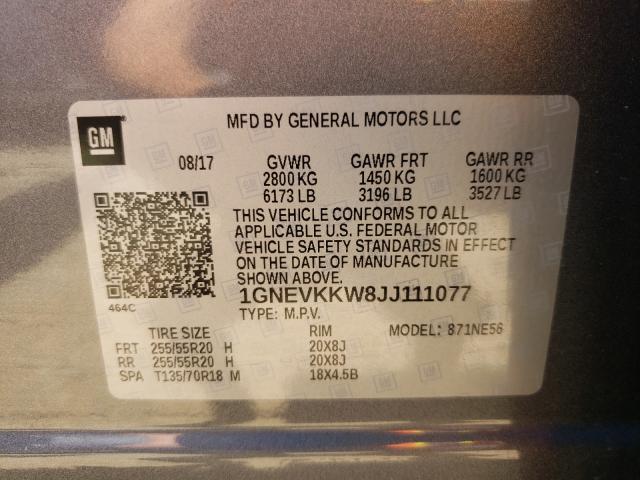 GM
MFD BY GENERAL MOTORS LLC
08/17 GVWR GAWR FRT GAWR RR
2800 KG 1450 KG 1600 KG
6173 LB 3196 LB 3527 LB
THIS VEHICLE CONFORMS TO ALL
APPLICABLE U.S. FEDERAL MOTOR
VEHICLE SAFETY STANDARDS IN EFFECT
ON THE DATE OF MANUFACTURE
SHOWN ABOVE.
464C 1GNEVKKW8JJ111077
TYPE: M.P.V.
TIRE SIZE RIM MODEL: 871NE56
FRT 255/55R20 H 20X8J
RR 255/55R20 H 20X8J
SPA T135/70R18 M 18X4.5B